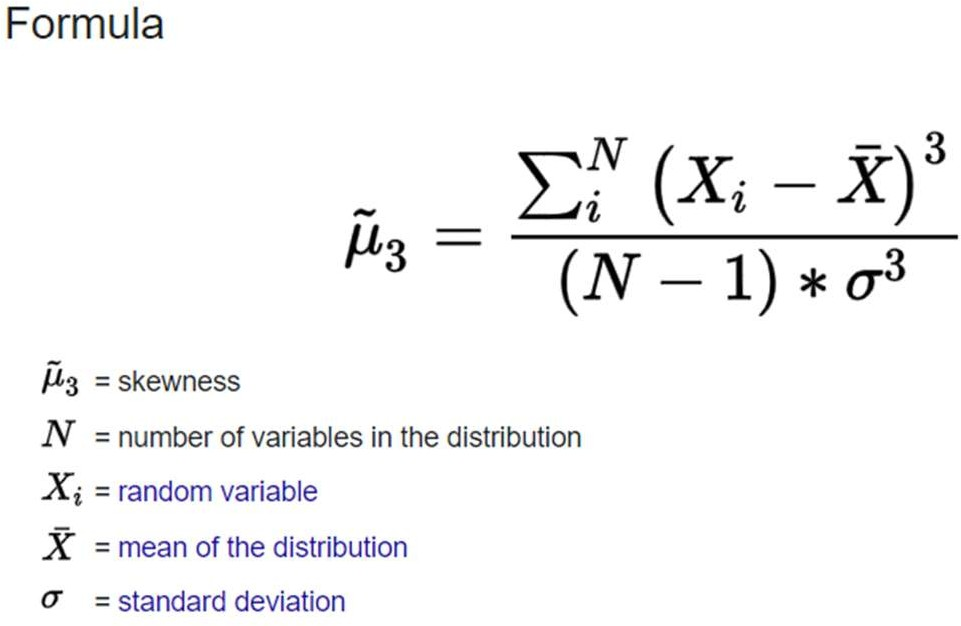 Formula
μ̃₃ = ∑ᵢᴺ (Xᵢ − X̄)³ / (N − 1) * σ³
μ̃₃ = skewness
N = number of variables in the distribution
Xᵢ = random variable
X̄ = mean of the distribution
σ = standard deviation